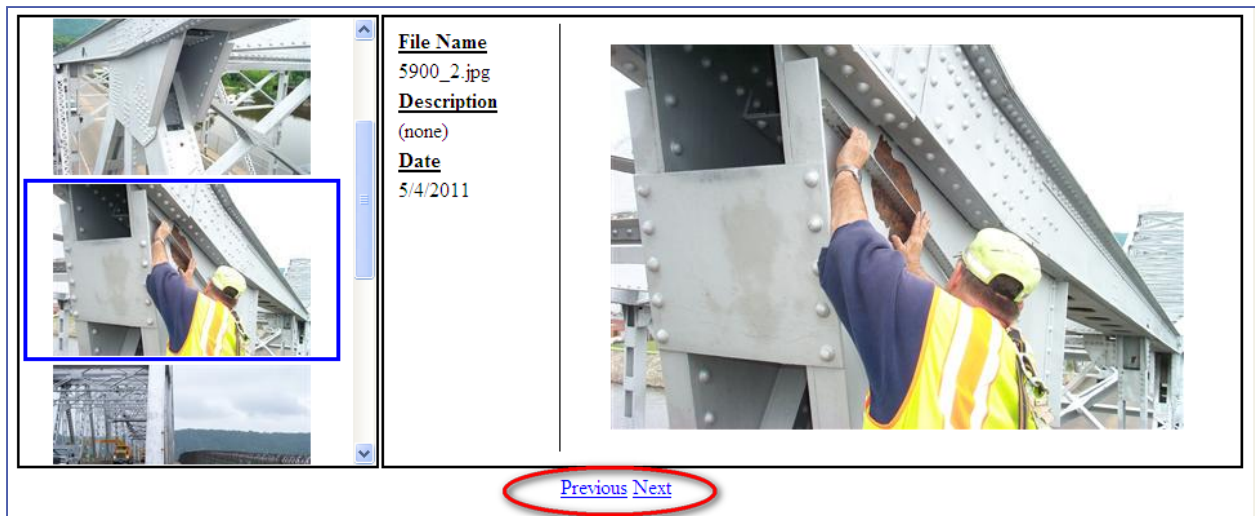 File Name
5900_2.jpg
Description
(none)
Date
5/4/2011
Previous Next